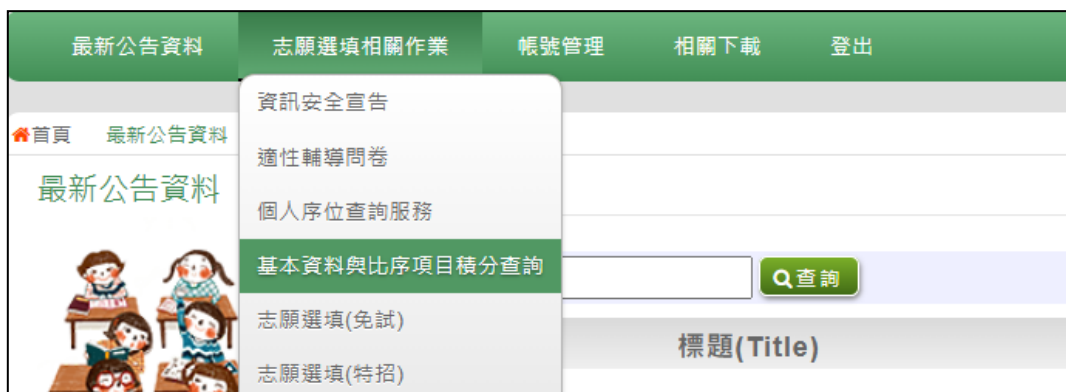 最新公告資料 志願選填相關作業 帳號管理 相關下載 登出
資訊安全宣告
首頁 最新公告資料
適性輔導問卷
最新公告資料
個人序位查詢服務
基本資料與比序項目積分查詢
查詢
志願選填(免試)
標題(Title)
志願選填(特招)